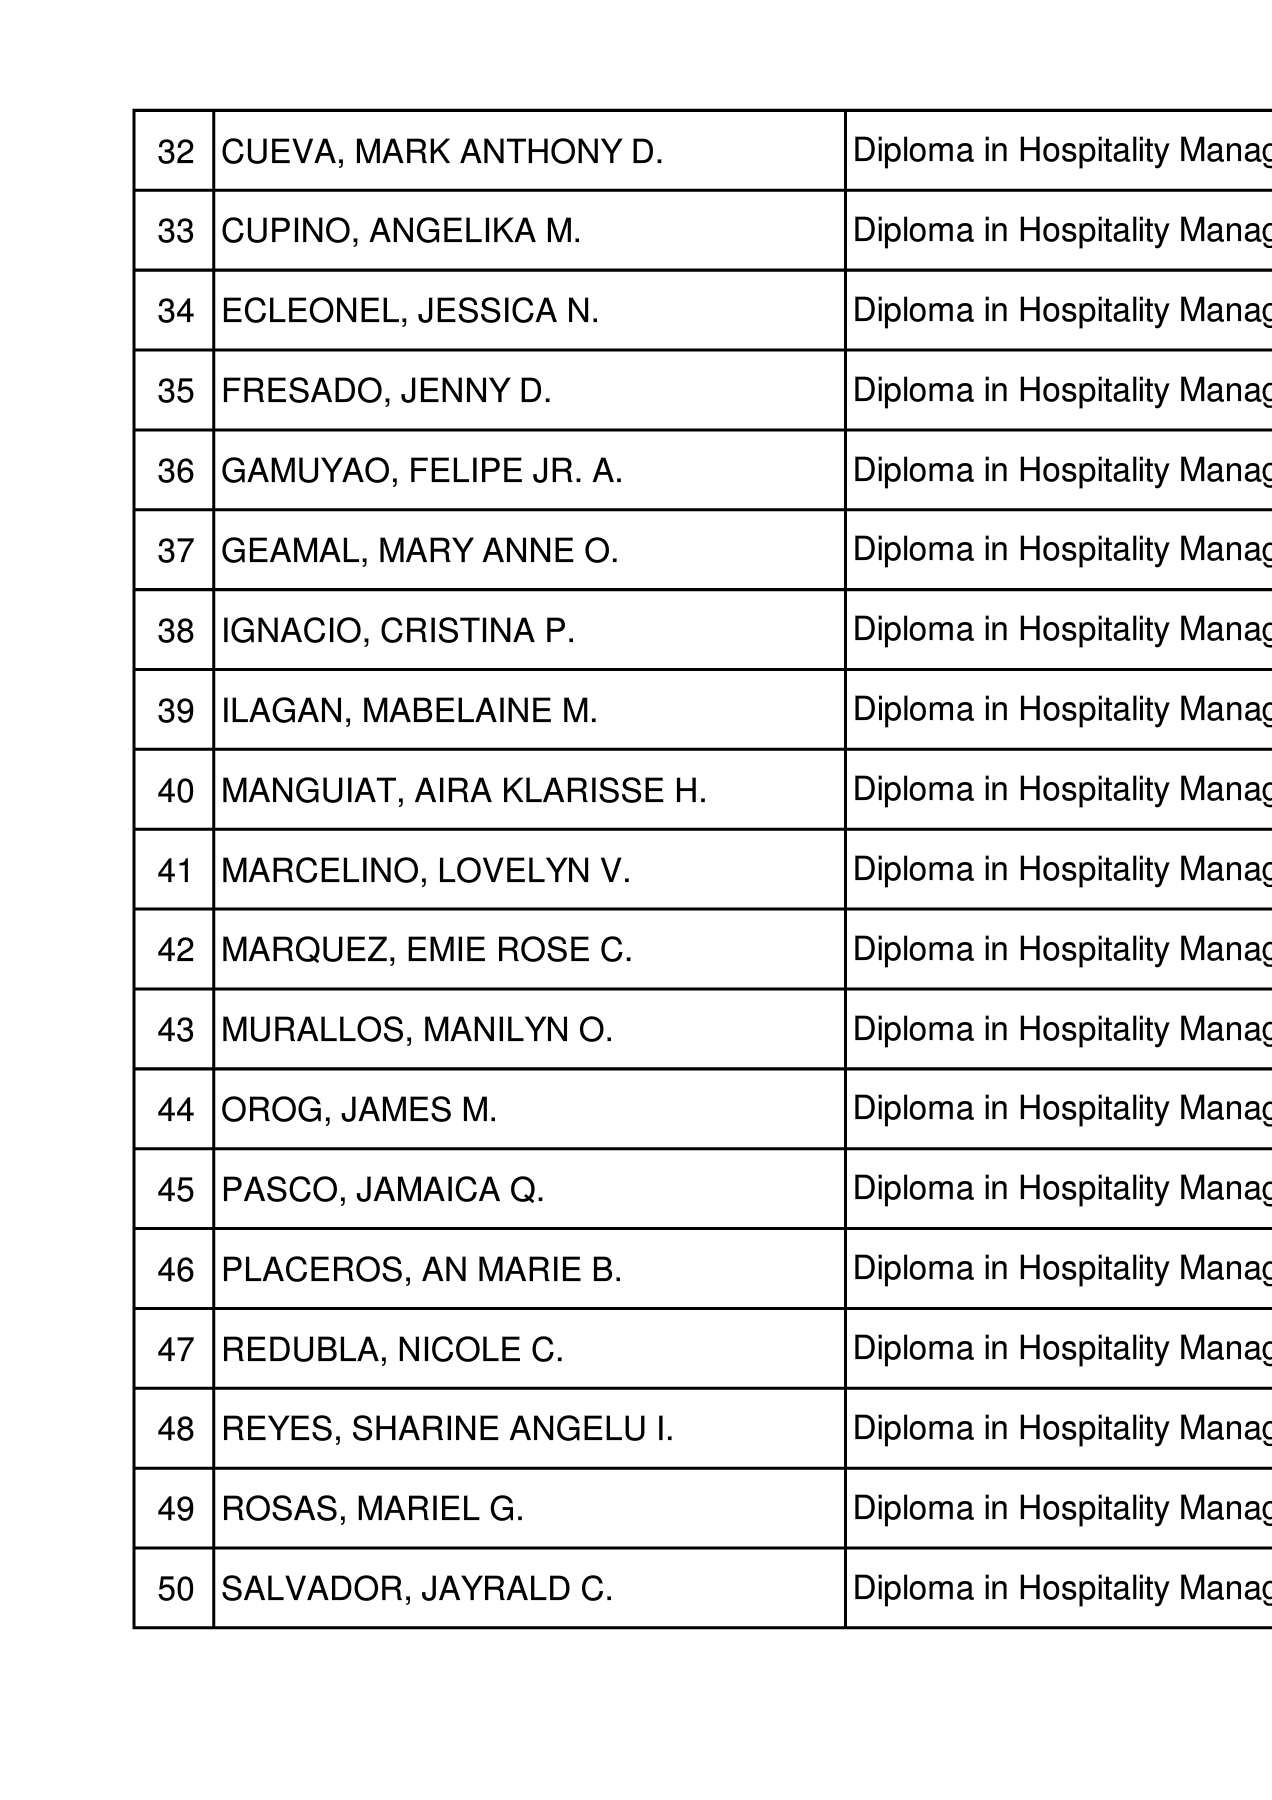 32 CUEVA, MARK ANTHONY D. Diploma in Hospitality Manag
33 CUPINO, ANGELIKA M. Diploma in Hospitality Manag
34 ECLEONEL, JESSICA N. Diploma in Hospitality Manag
35 FRESADO, JENNY D. Diploma in Hospitality Manag
36 GAMUYAO, FELIPE JR. A. Diploma in Hospitality Manag
37 GEAMAL, MARY ANNE O. Diploma in Hospitality Manag
38 IGNACIO, CRISTINA P. Diploma in Hospitality Manag
39 ILAGAN, MABELAINE M. Diploma in Hospitality Manag
40 MANGUIAT, AIRA KLARISSE H. Diploma in Hospitality Manag
41 MARCELINO, LOVELYN V. Diploma in Hospitality Manag
42 MARQUEZ, EMIE ROSE C. Diploma in Hospitality Manag
43 MURALLOS, MANILYN O. Diploma in Hospitality Manag
44 OROG, JAMES M. Diploma in Hospitality Manag
45 PASCO, JAMAICA Q. Diploma in Hospitality Manag
46 PLACEROS, AN MARIE B. Diploma in Hospitality Manag
47 REDUBLA, NICOLE C. Diploma in Hospitality Manag
48 REYES, SHARINE ANGELU I. Diploma in Hospitality Manag
49 ROSAS, MARIEL G. Diploma in Hospitality Manag
50 SALVADOR, JAYRALD C. Diploma in Hospitality Manag